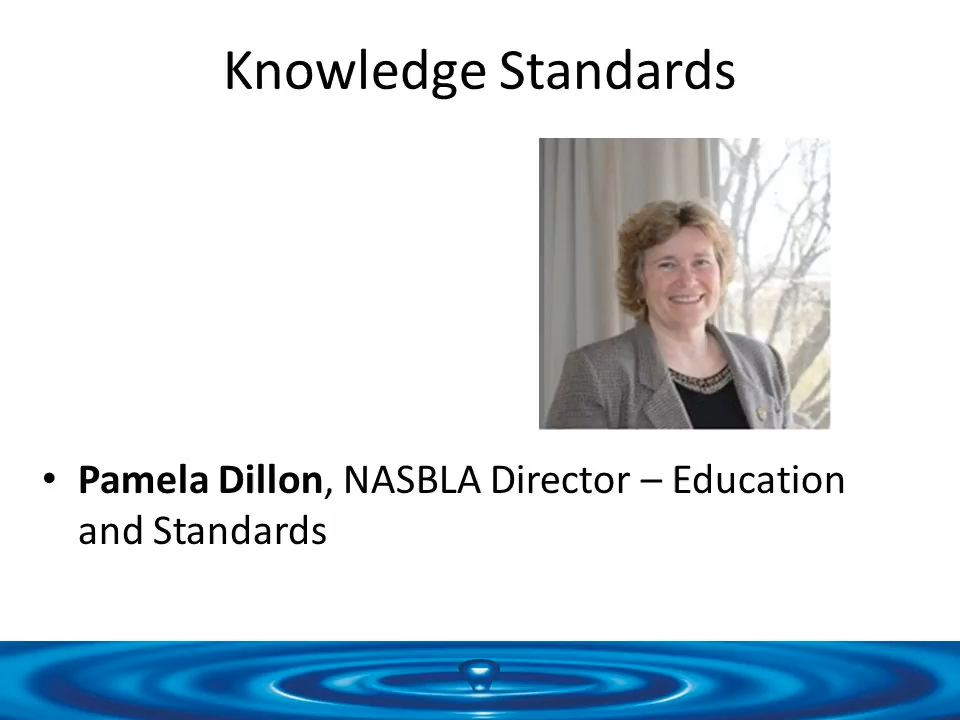 Knowledge Standards
• Pamela Dillon, NASBLA Director – Education
and Standards